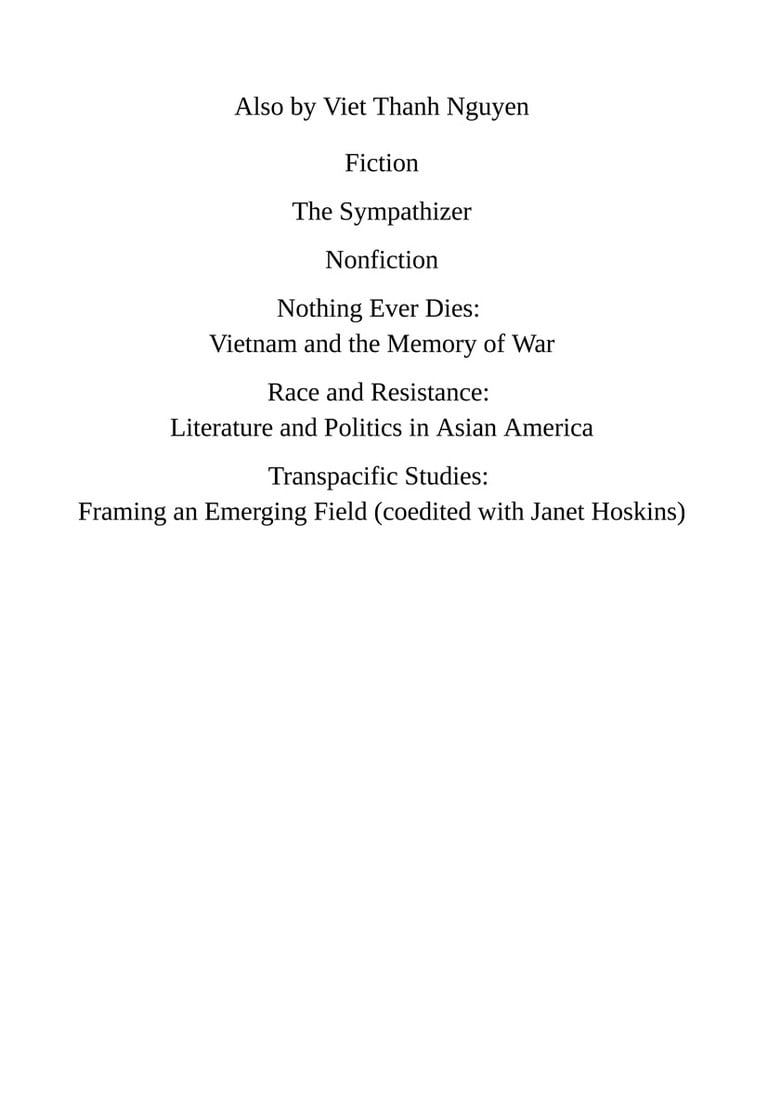 Also by Viet Thanh Nguyen
Fiction
The Sympathizer
Nonfiction
Nothing Ever Dies:
Vietnam and the Memory of War
Race and Resistance:
Literature and Politics in Asian America
Transpacific Studies:
Framing an Emerging Field (coedited with Janet Hoskins)